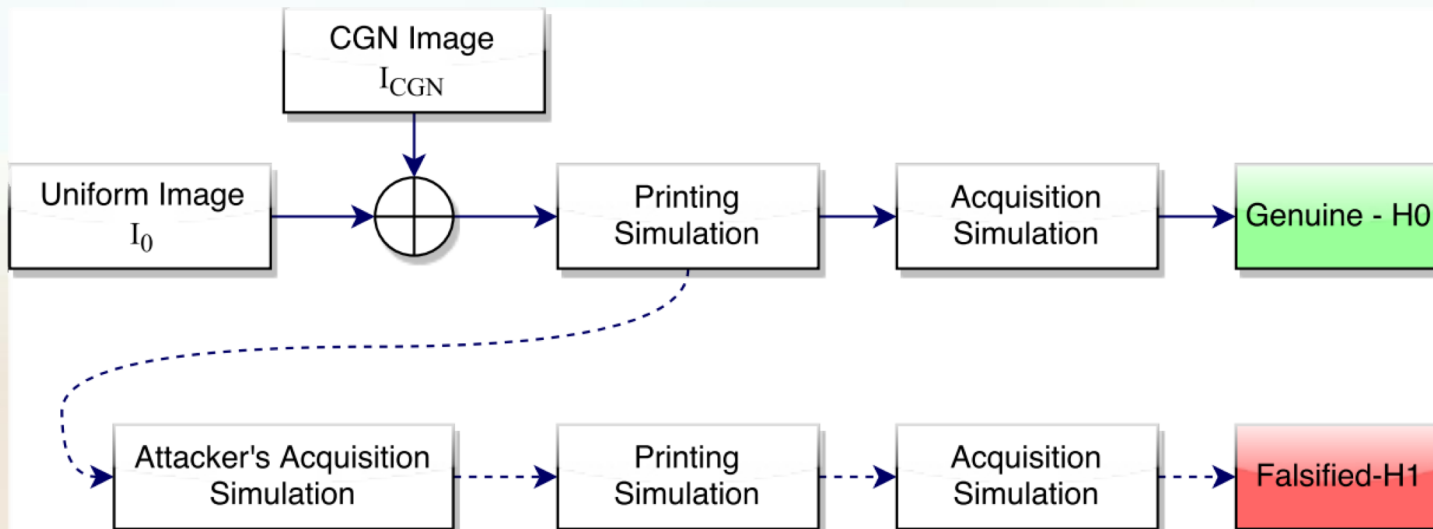 CGN Image
I_CGN
Uniform Image
I_0
Printing
Simulation
Acquisition
Simulation
Genuine - H0
Attacker's Acquisition
Simulation
Printing
Simulation
Acquisition
Simulation
Falsified-H1